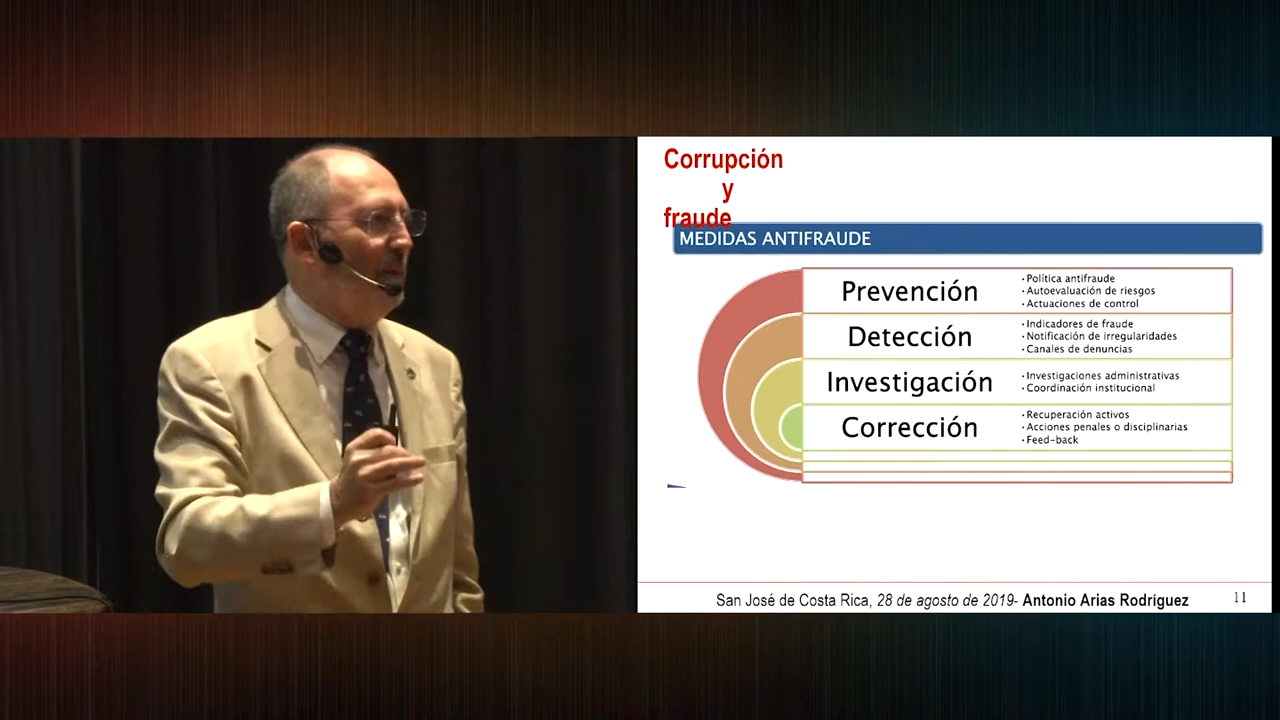 Corrupción
y
fraude
MEDIDAS ANTIFRAUDE
Prevención
·Política antifraude
·Autoevaluación de riesgos
·Actuaciones de control
Detección
·Indicadores de fraude
·Notificación de irregularidades
·Canales de denuncias
Investigación
·Investigaciones administrativas
·Coordinación institucional
Corrección
·Recuperación activos
·Acciones penales o disciplinarias
·Feed-back
San José de Costa Rica, 28 de agosto de 2019- Antonio Arias Rodríguez
11